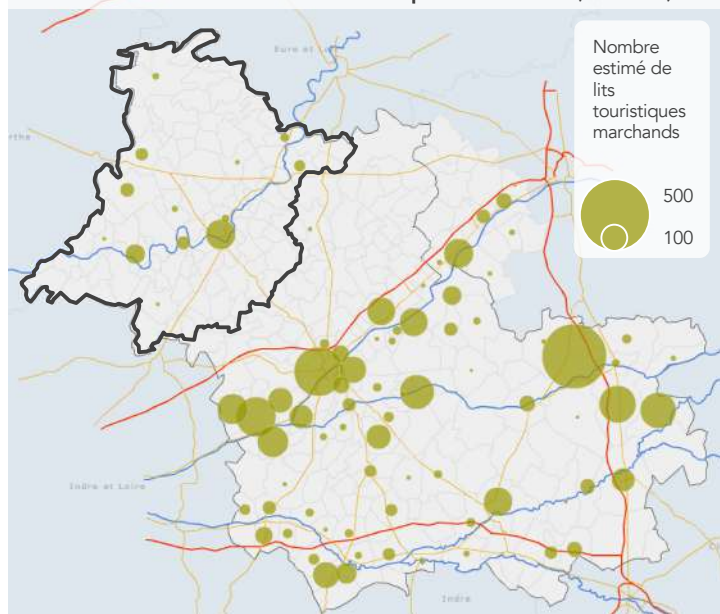 Eure et Loir
Nombre
estimé de
lits
touristiques
marchands
500
100
Indre et Loire
Indre